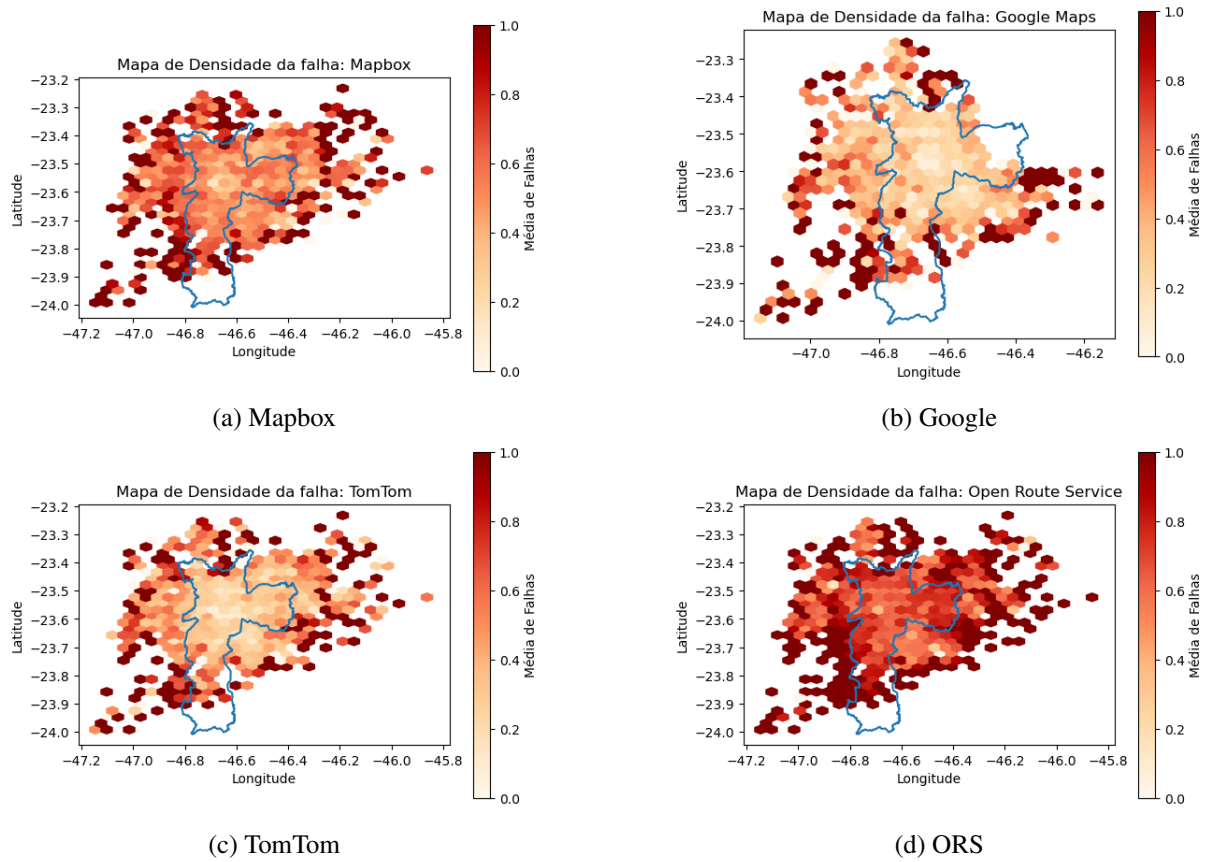 Mapa de Densidade da falha: Mapbox
Latitude
−23.2
−23.3
−23.4
−23.5
−23.6
−23.7
−23.8
−23.9
−24.0
−47.2 −47.0 −46.8 −46.6 −46.4 −46.2 −46.0 −45.8
Longitude
1.0
0.8
0.6
0.4
0.2
0.0
Média de Falhas
(a) Mapbox
Mapa de Densidade da falha: Google Maps
Latitude
−23.3
−23.4
−23.5
−23.6
−23.7
−23.8
−23.9
−24.0
−47.0 −46.8 −46.6 −46.4 −46.2
Longitude
1.0
0.8
0.6
0.4
0.2
0.0
Média de Falhas
(b) Google
Mapa de Densidade da falha: TomTom
Latitude
−23.2
−23.3
−23.4
−23.5
−23.6
−23.7
−23.8
−23.9
−24.0
−47.2 −47.0 −46.8 −46.6 −46.4 −46.2 −46.0 −45.8
Longitude
1.0
0.8
0.6
0.4
0.2
0.0
Média de Falhas
(c) TomTom
Mapa de Densidade da falha: Open Route Service
Latitude
−23.2
−23.3
−23.4
−23.5
−23.6
−23.7
−23.8
−23.9
−24.0
−47.2 −47.0 −46.8 −46.6 −46.4 −46.2 −46.0 −45.8
Longitude
1.0
0.8
0.6
0.4
0.2
0.0
Média de Falhas
(d) ORS